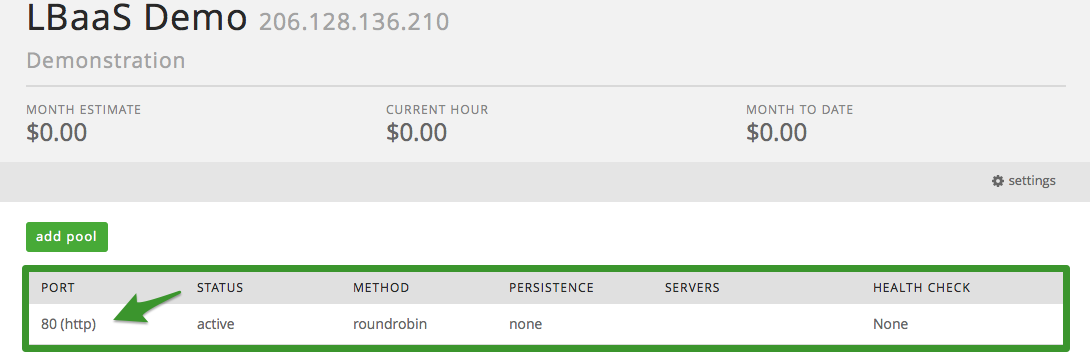 LBaaS Demo 206.128.136.210
Demonstration
MONTH ESTIMATE CURRENT HOUR MONTH TO DATE
$0.00 $0.00 $0.00
settings
add pool
PORT STATUS METHOD PERSISTENCE SERVERS HEALTH CHECK
80 (http) active roundrobin none None